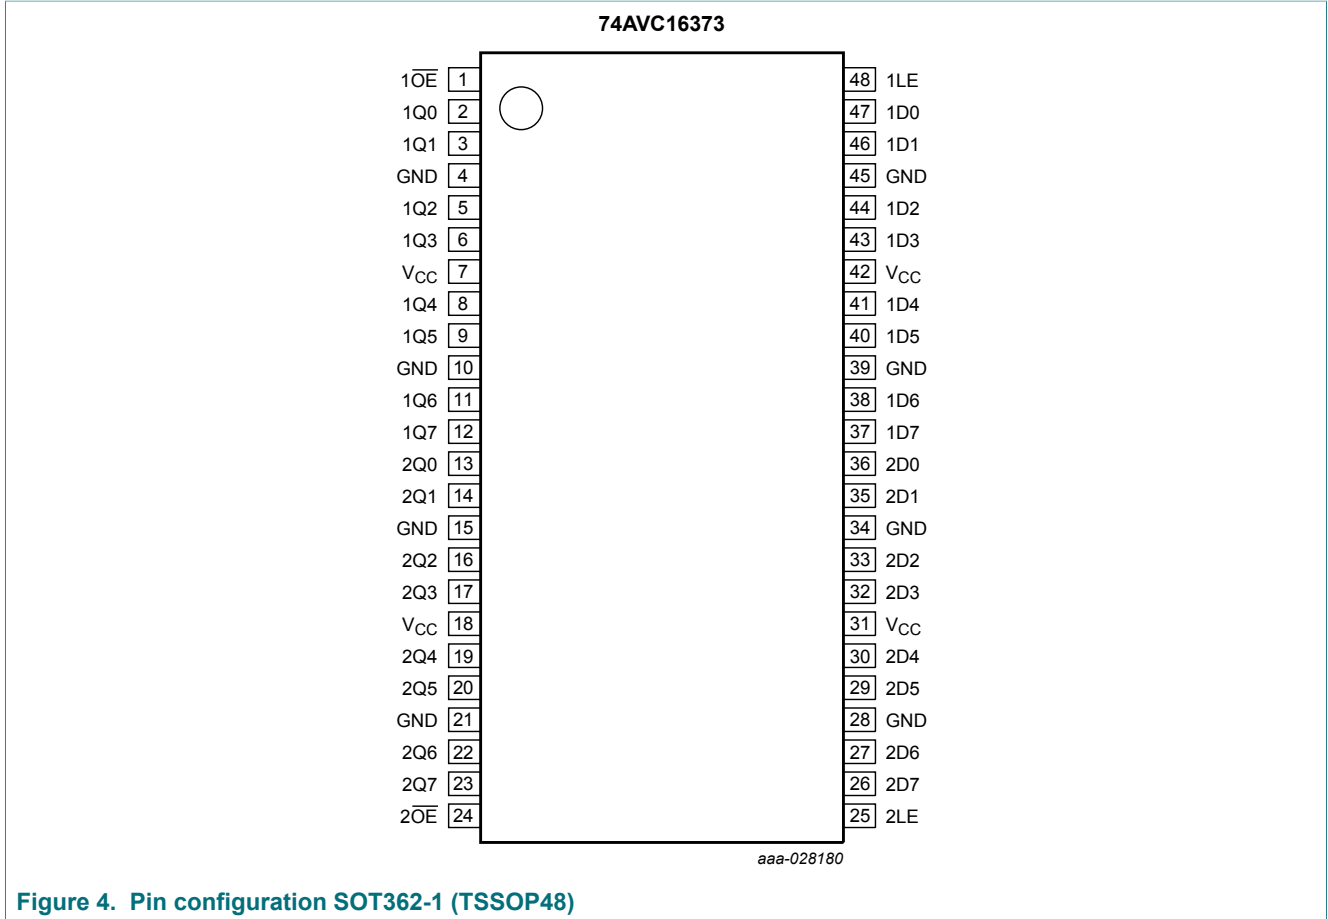 74AVC16373
1O̅E̅ 1 48 1LE
1Q0 2 47 1D0
1Q1 3 46 1D1
GND 4 45 GND
1Q2 5 44 1D2
1Q3 6 43 1D3
VCC 7 42 VCC
1Q4 8 41 1D4
1Q5 9 40 1D5
GND 10 39 GND
1Q6 11 38 1D6
1Q7 12 37 1D7
2Q0 13 36 2D0
2Q1 14 35 2D1
GND 15 34 GND
2Q2 16 33 2D2
2Q3 17 32 2D3
VCC 18 31 VCC
2Q4 19 30 2D4
2Q5 20 29 2D5
GND 21 28 GND
2Q6 22 27 2D6
2Q7 23 26 2D7
2O̅E̅ 24 25 2LE
aaa-028180
Figure 4. Pin configuration SOT362-1 (TSSOP48)